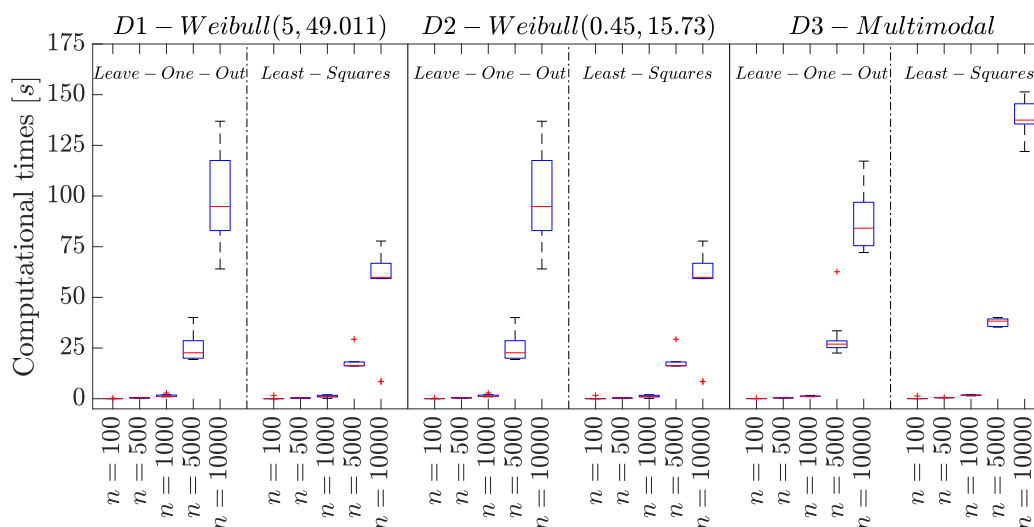 D1 − Weibull(5, 49.011)
D2 − Weibull(0.45, 15.73)
D3 − Multimodal
Leave − One − Out
Least − Squares
Leave − One − Out
Least − Squares
Leave − One − Out
Least − Squares
Computational times [s]
175
150
125
100
75
50
25
0
n = 100
n = 500
n = 1000
n = 5000
n = 10000
n = 100
n = 500
n = 1000
n = 5000
n = 10000
n = 100
n = 500
n = 1000
n = 5000
n = 10000
n = 100
n = 500
n = 1000
n = 5000
n = 10000
n = 100
n = 500
n = 1000
n = 5000
n = 10000
n = 100
n = 500
n = 1000
n = 5000
n = 10000